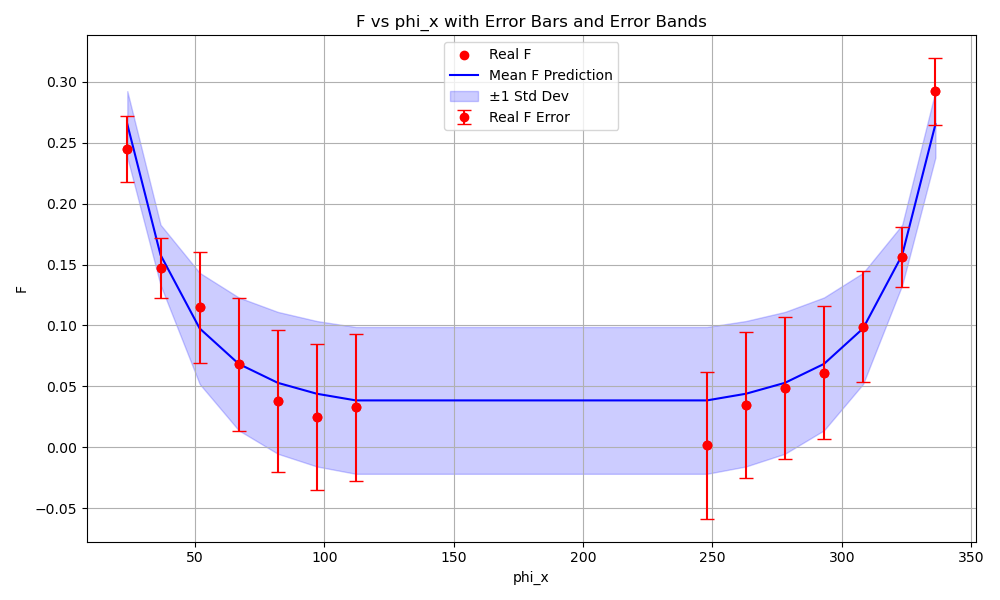 F vs phi_x with Error Bars and Error Bands
Real F
Mean F Prediction
±1 Std Dev
Real F Error
F
0.30
0.25
0.20
0.15
0.10
0.05
0.00
−0.05
50
100
150
200
250
300
350
phi_x